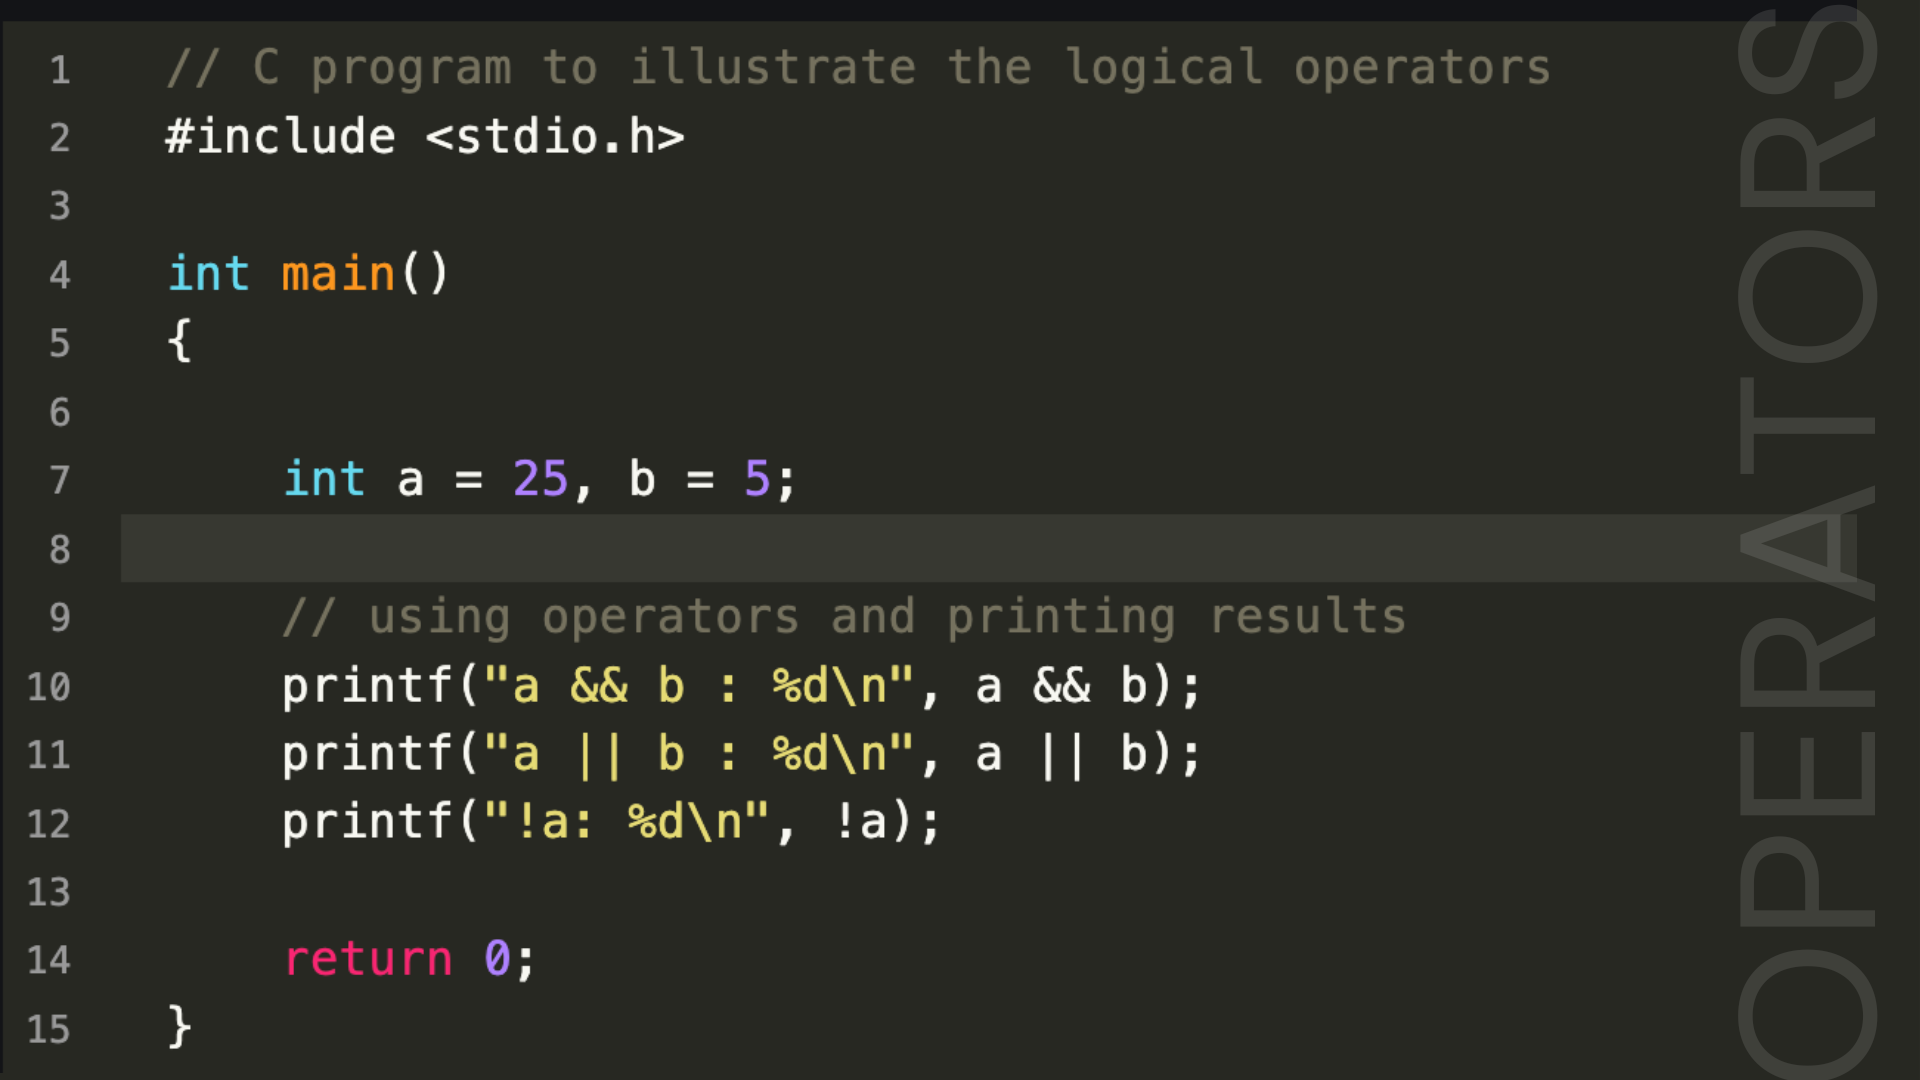 1 // C program to illustrate the logical operators
2 #include <stdio.h>
3
4 int main()
5 {
6
7     int a = 25, b = 5;
8
9     // using operators and printing results
10     printf("a && b : %d\n", a && b);
11     printf("a || b : %d\n", a || b);
12     printf("!a: %d\n", !a);
13
14     return 0;
15 }
OPERATORS